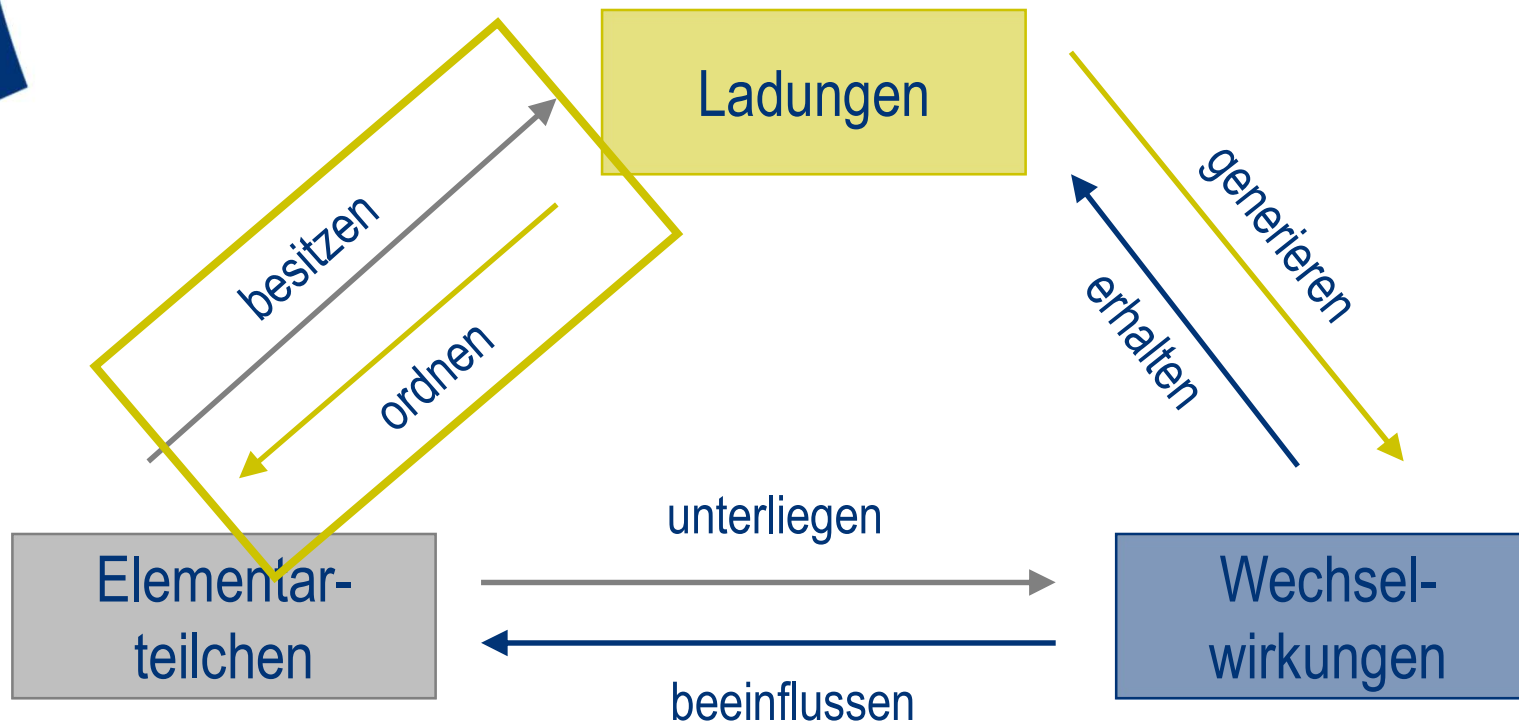 Ladungen
besitzen
ordnen
generieren
erhalten
unterliegen
Elementar-
teilchen
Wechsel-
wirkungen
beeinflussen